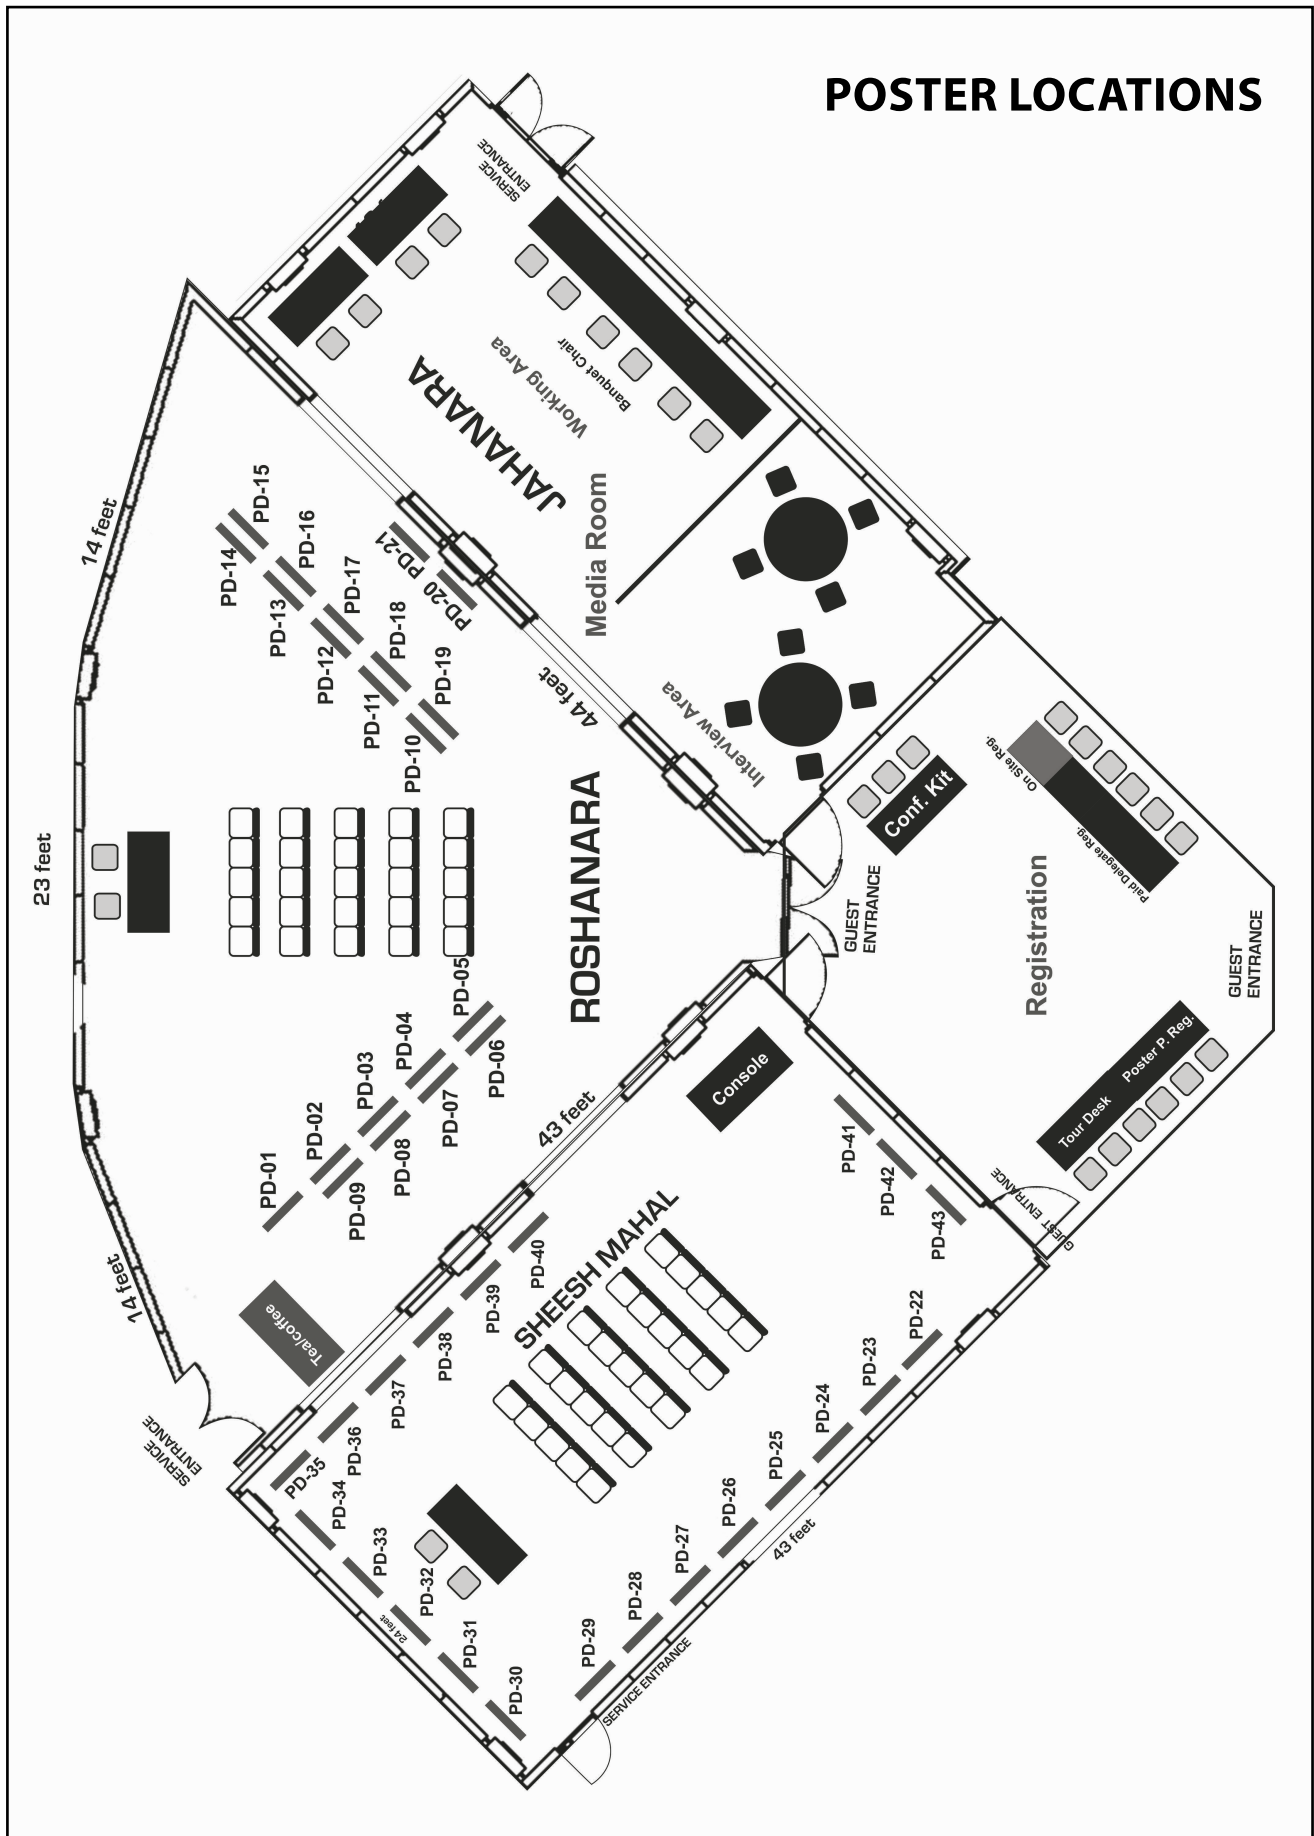 POSTER LOCATIONS
SERVICE
ENTRANCE
JAHANARA
Working Area
Banquet Chair
Media Room
Interview Area
14 feet
23 feet
14 feet
44 feet
PD-15
PD-14
PD-16
PD-13
PD-17
PD-12
PD-18
PD-11
PD-19
PD-10
PD-21
PD-20
ROSHANARA
PD-05
PD-04
PD-06
PD-03
PD-07
PD-02
PD-08
PD-01
PD-09
43 feet
Tea/coffee
SERVICE
ENTRANCE
Conf. Kit
On Site Reg.
Paid Delegate Reg.
GUEST
ENTRANCE
Registration
GUEST
ENTRANCE
Tour Desk
Poster P. Reg.
GUEST ENTRANCE
Console
SHEESH MAHAL
PD-41
PD-42
PD-43
PD-40
PD-39
PD-38
PD-37
PD-36
PD-35
PD-34
PD-33
PD-32
PD-31
PD-30
24 feet
PD-22
PD-23
PD-24
PD-25
PD-26
PD-27
PD-28
PD-29
43 feet
SERVICE ENTRANCE